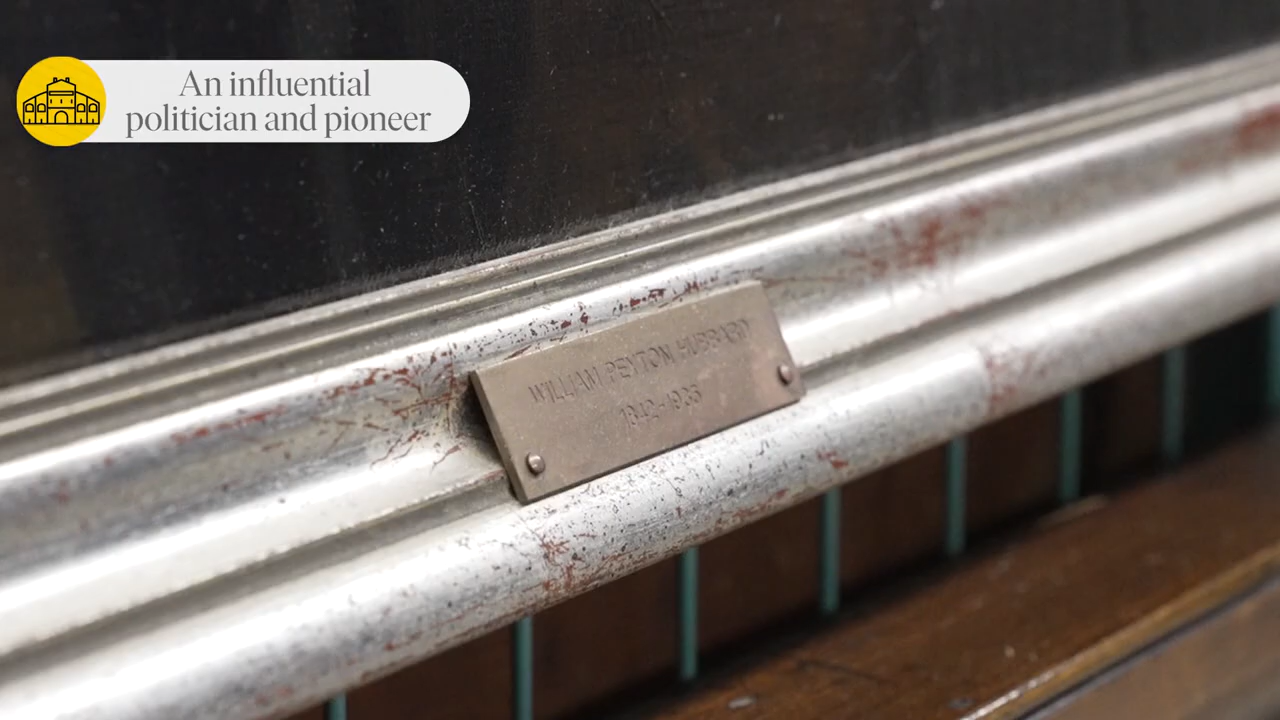 An influential
politician and pioneer
WILLIAM PEYTON HUBBARD
1842-1935